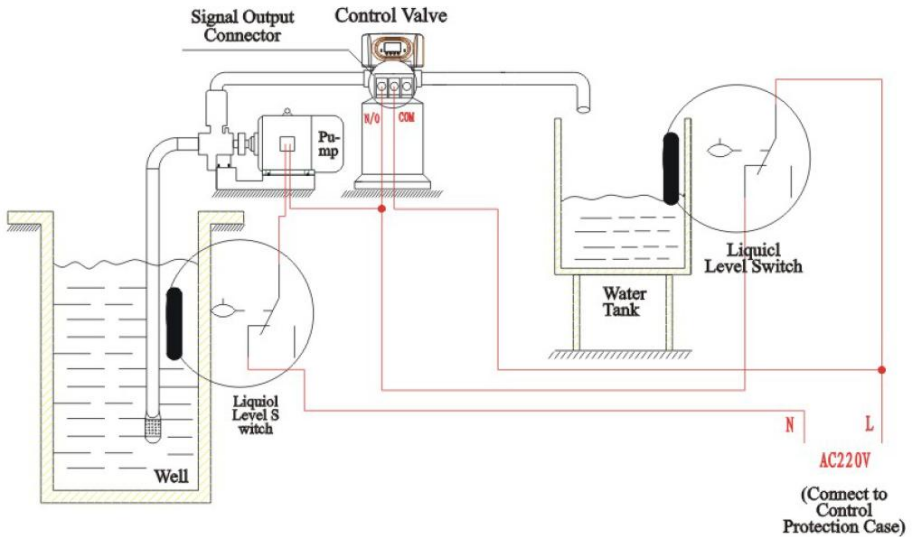 Signal Output
Connector
Control Valve
N/O
COM
Pu-
mp
Liquicl
Level Switch
Water
Tank
Liquiol
Level S
witch
Well
N
L
AC220V
(Connect to
Control
Protection Case)